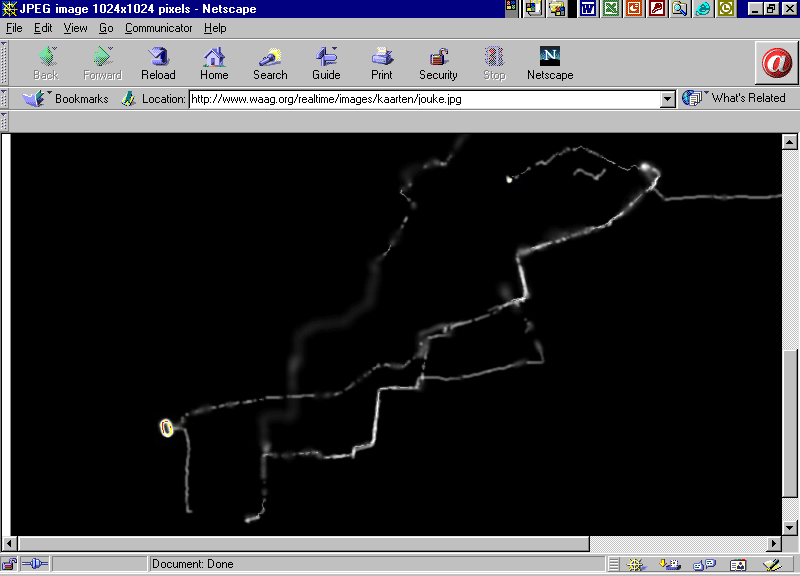 JPEG image 1024x1024 pixels - Netscape
File Edit View Go Communicator Help
Back Forward Reload Home Search Guide Print Security Stop Netscape
Bookmarks Location: http://www.waag.org/realtime/images/kaarten/jouke.jpg What's Related
Document: Done